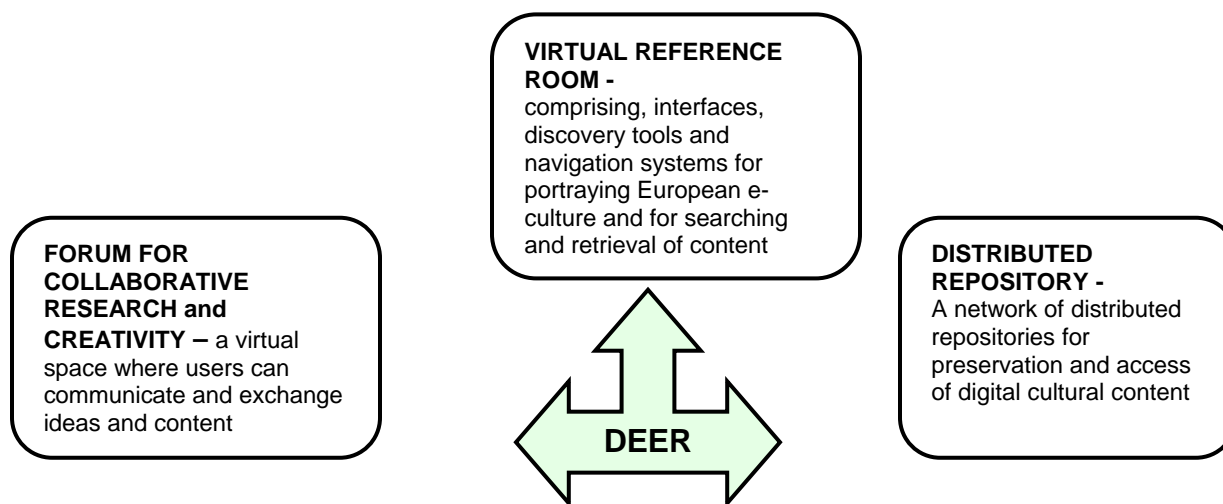 VIRTUAL REFERENCE
ROOM -
comprising, interfaces,
discovery tools and
navigation systems for
portraying European e-
culture and for searching
and retrieval of content
FORUM FOR
COLLABORATIVE
RESEARCH and
CREATIVITY – a virtual
space where users can
communicate and exchange
ideas and content
DISTRIBUTED
REPOSITORY -
A network of distributed
repositories for
preservation and access
of digital cultural content
DEER